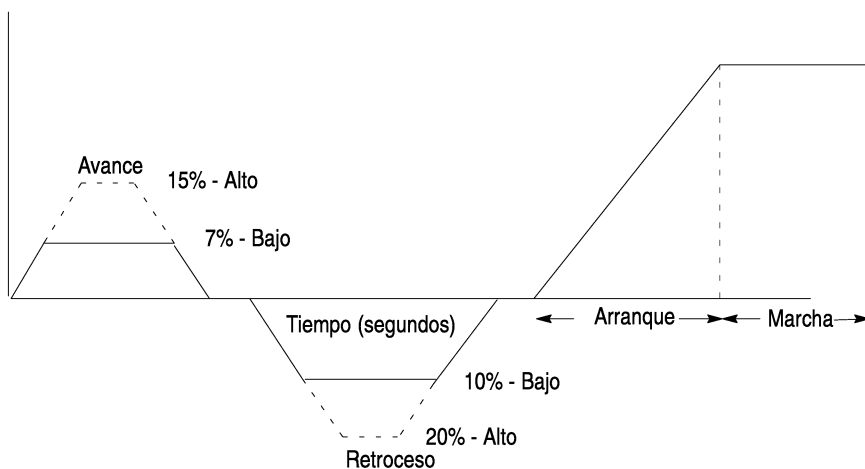 Avance
15% - Alto
7% - Bajo
Tiempo (segundos)
Arranque
Marcha
10% - Bajo
20% - Alto
Retroceso